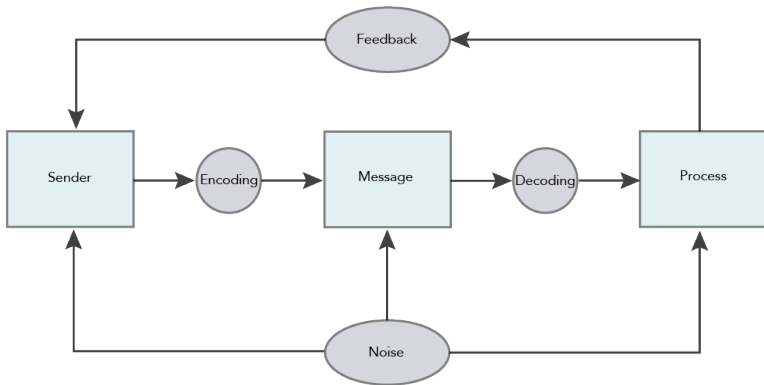 Feedback
Sender
Encoding
Message
Decoding
Process
Noise